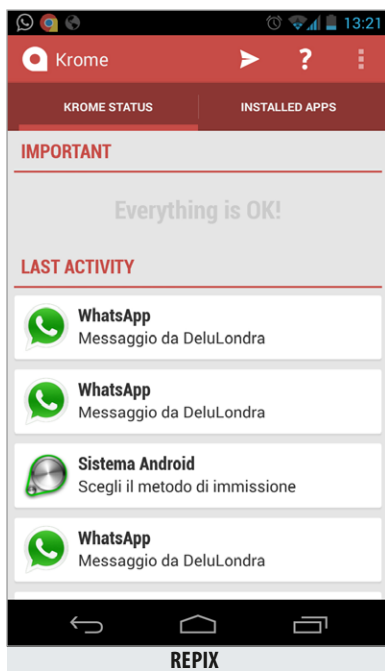 13:21
Krome
?
KROME STATUS
INSTALLED APPS
IMPORTANT
Everything is OK!
LAST ACTIVITY
WhatsApp
Messaggio da DeluLondra
WhatsApp
Messaggio da DeluLondra
Sistema Android
Scegli il metodo di immissione
WhatsApp
Messaggio da DeluLondra
REPIX